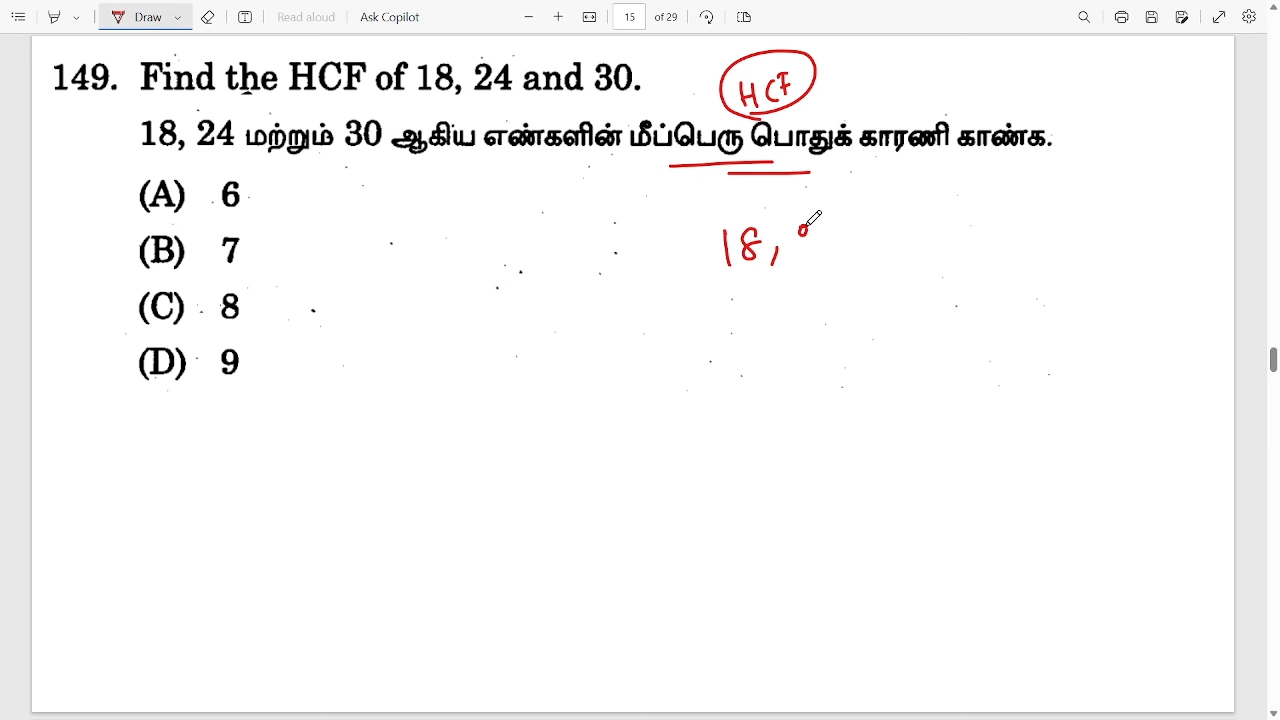 Draw
Read aloud
Ask Copilot
15 of 29
149. Find the HCF of 18, 24 and 30.
HCF
18, 24 மற்றும் 30 ஆகிய எண்களின் மீப்பெரு பொதுக் காரணி காண்க.
(A) 6
18,
(B) 7
(C) 8
(D) 9